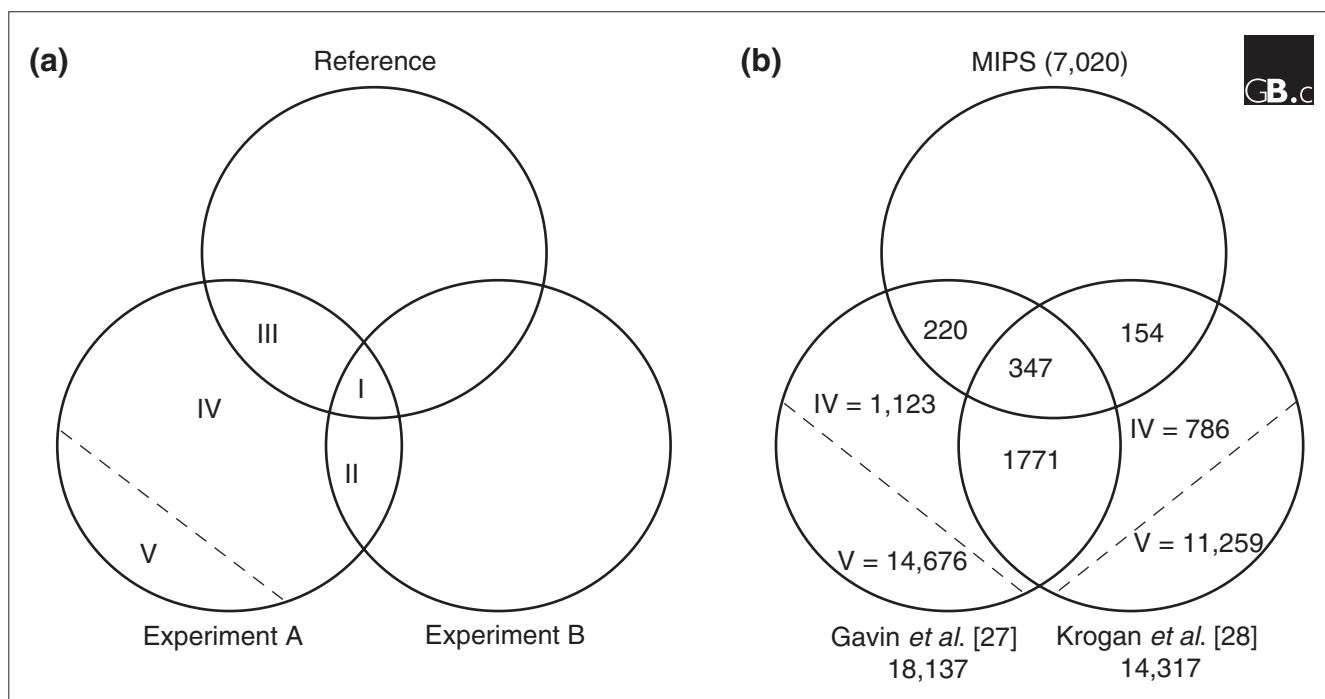 (a)
Reference
III
I
IV
II
V
Experiment A
Experiment B
(b)
MIPS (7,020)
GB.c
220
154
347
IV = 1,123
IV = 786
1771
V = 14,676
V = 11,259
Gavin et al. [27]
18,137
Krogan et al. [28]
14,317